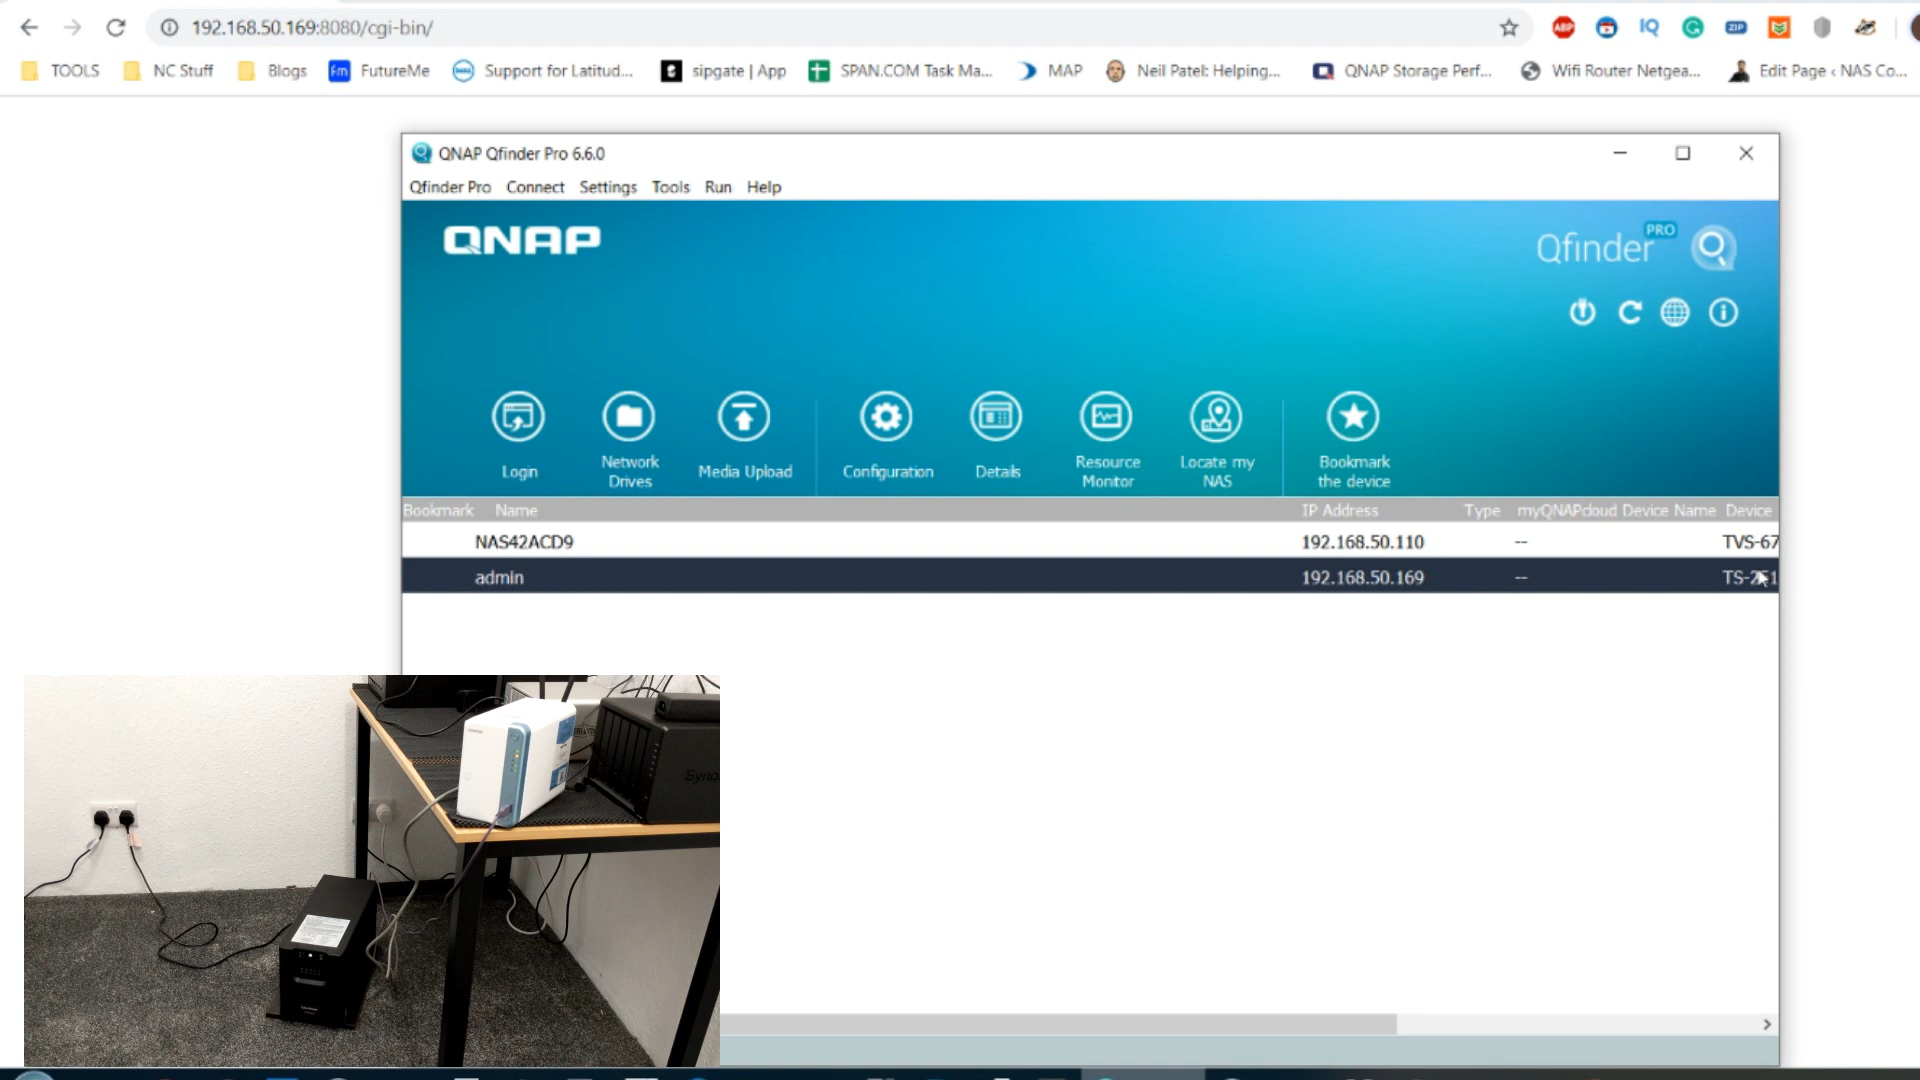 192.168.50.169:8080/cgi-bin/
ABP
IQ
ZIP
TOOLS
NC Stuff
Blogs
Fm FutureMe
Support for Latitud...
sipgate | App
SPAN.COM Task Ma...
MAP
Neil Patel: Helping...
QNAP Storage Perf...
Wifi Router Netgea...
Edit Page ‹ NAS Co...
QNAP Qfinder Pro 6.6.0
Qfinder Pro Connect Settings Tools Run Help
QNAP
Qfinder PRO
Login
Network
Drives
Media Upload
Configuration
Details
Resource
Monitor
Locate my
NAS
Bookmark
the device
Bookmark Name IP Address Type myQNAPcloud Device Name Device
NAS42ACD9 192.168.50.110 -- TVS-67
admin 192.168.50.169 --